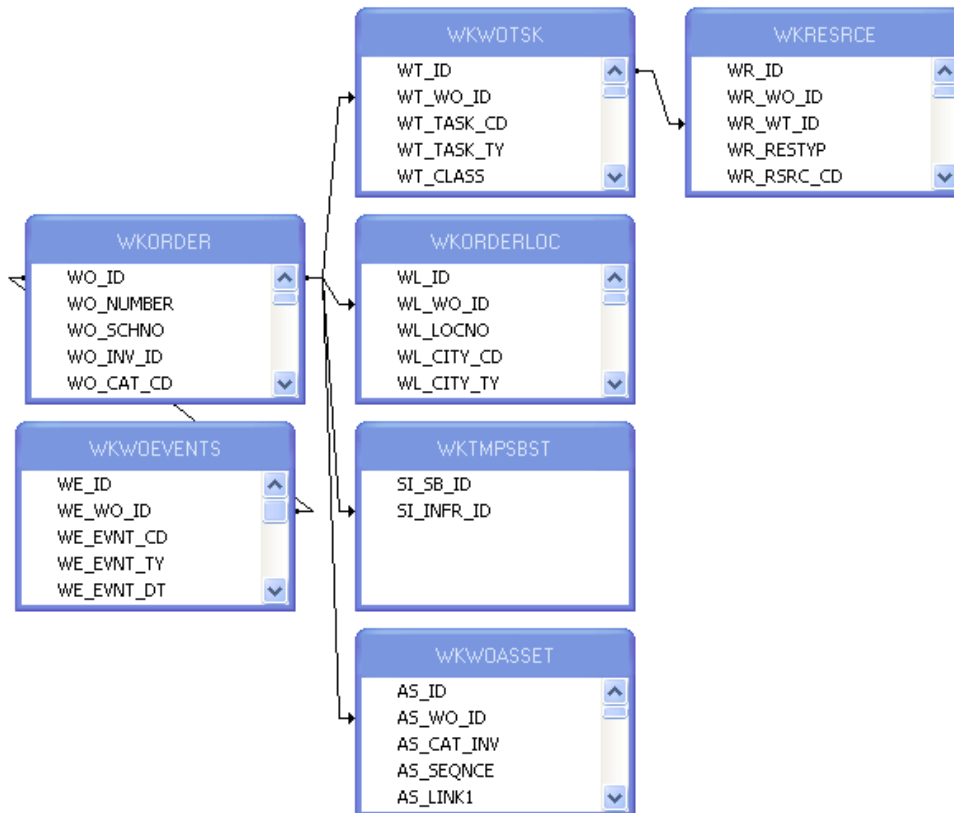 WKWOTSK
WT_ID
WT_WO_ID
WT_TASK_CD
WT_TASK_TY
WT_CLASS
WKRESRCE
WR_ID
WR_WO_ID
WR_WT_ID
WR_RESTYP
WR_RSRC_CD
WKORDER
WO_ID
WO_NUMBER
WO_SCHNO
WO_INV_ID
WO_CAT_CD
WKORDERLOC
WL_ID
WL_WO_ID
WL_LOCNO
WL_CITY_CD
WL_CITY_TY
WKWOEVENTS
WE_ID
WE_WO_ID
WE_EVNT_CD
WE_EVNT_TY
WE_EVNT_DT
WKTMPSBST
SI_SB_ID
SI_INFR_ID
WKWOASSET
AS_ID
AS_WO_ID
AS_CAT_INV
AS_SEQNCE
AS_LINK1